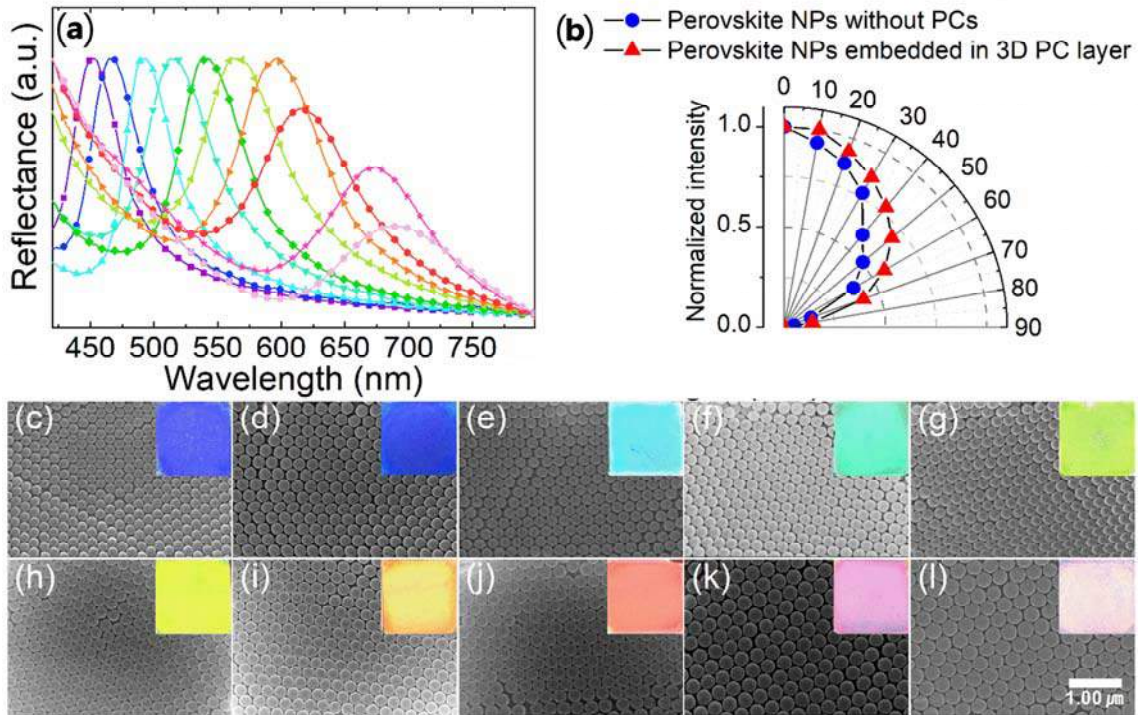 (a)
Reflectance (a.u.)
450 500 550 600 650 700 750
Wavelength (nm)
(b)
Perovskite NPs without PCs
Perovskite NPs embedded in 3D PC layer
Normalized intensity
1.0
0.5
0.0
0 10 20 30 40 50 60 70 80 90
(c) (d) (e) (f) (g)
(h) (i) (j) (k) (l)
1.00 μm